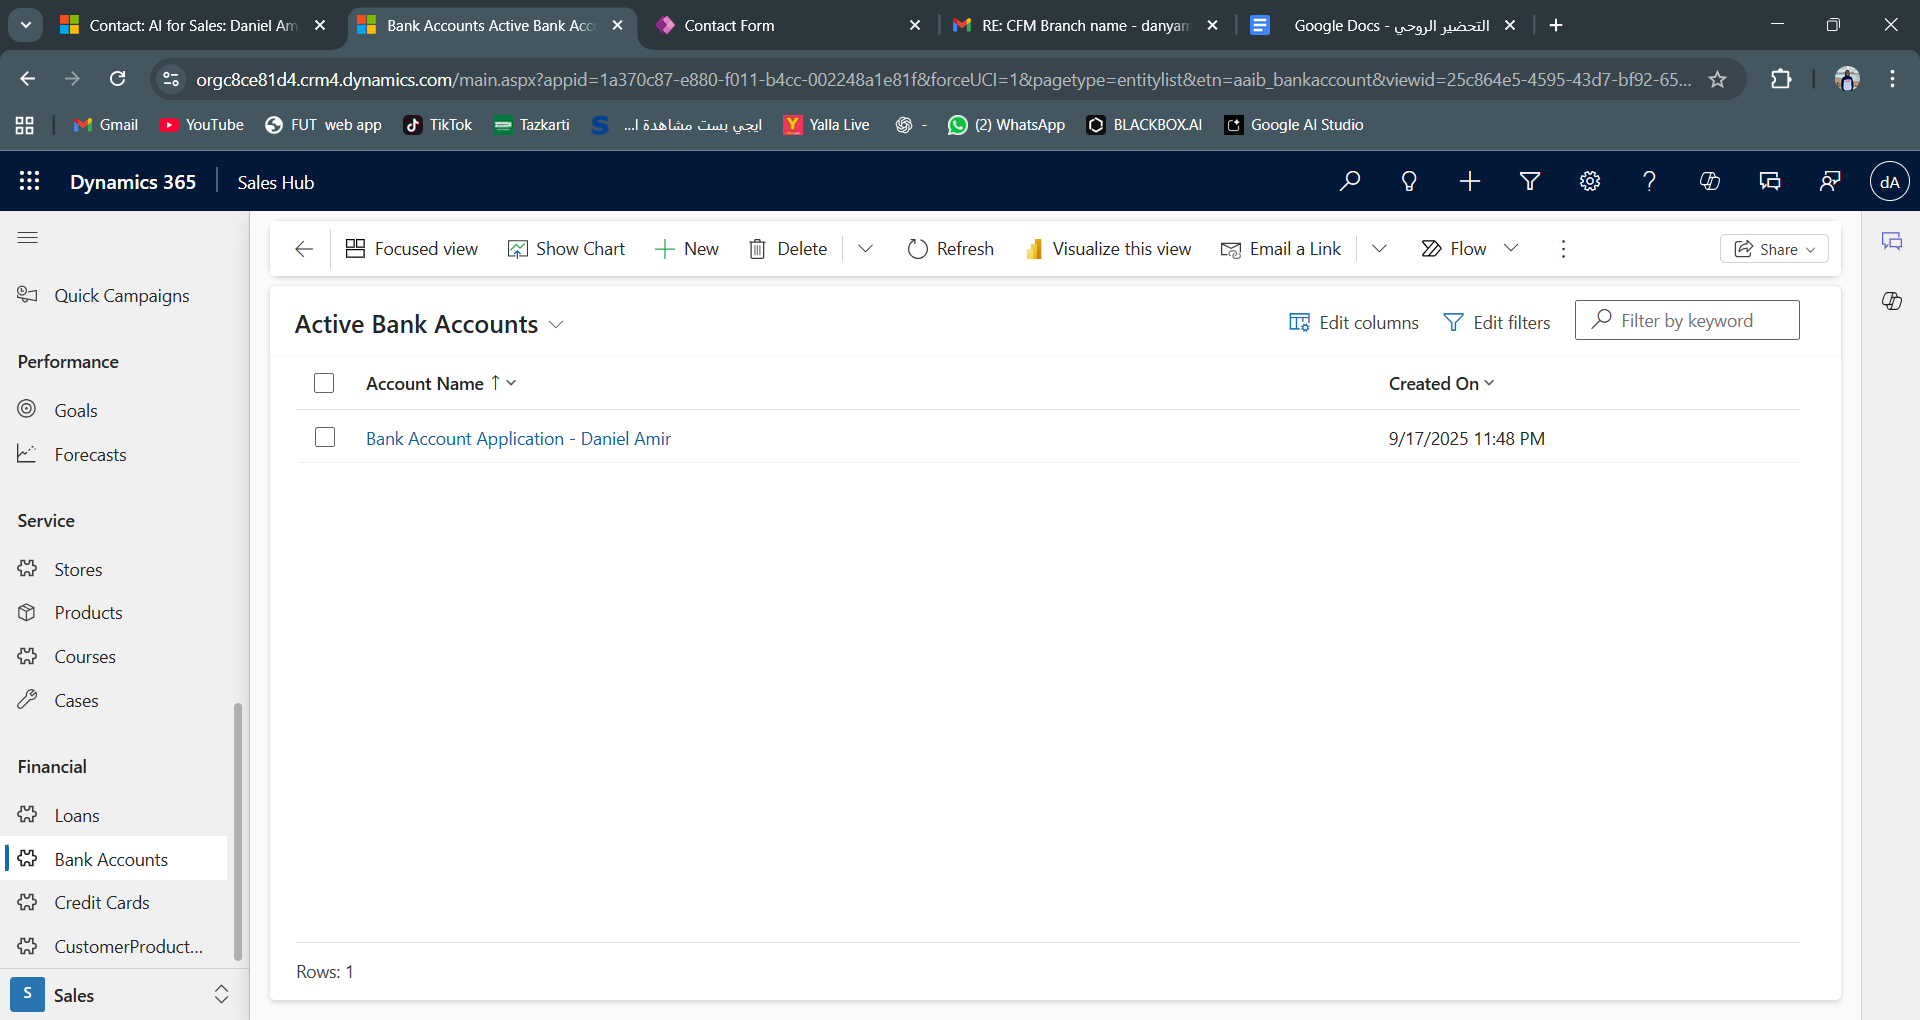 Contact: AI for Sales: Daniel Am
Bank Accounts Active Bank Acc
Contact Form
RE: CFM Branch name - danyam
التحضير الروحي - Google Docs
orgc8ce81d4.crm4.dynamics.com/main.aspx?appid=1a370c87-e880-f011-b4cc-002248a1e81f&forceUCI=1&pagetype=entitylist&etn=aaib_bankaccount&viewid=25c864e5-4595-43d7-bf92-65...
Gmail
YouTube
FUT web app
TikTok
Tazkarti
ايجي بست مشاهدة ا...
Yalla Live
-
(2) WhatsApp
BLACKBOX.AI
Google AI Studio
Dynamics 365
Sales Hub
dA
Focused view
Show Chart
New
Delete
Refresh
Visualize this view
Email a Link
Flow
Share
Quick Campaigns
Performance
Goals
Forecasts
Service
Stores
Products
Courses
Cases
Financial
Loans
Bank Accounts
Credit Cards
CustomerProduct...
S
Sales
Active Bank Accounts
Edit columns
Edit filters
Filter by keyword
Account Name
Created On
Bank Account Application - Daniel Amir
9/17/2025 11:48 PM
Rows: 1